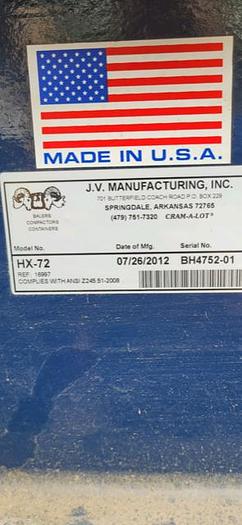 MADE IN U.S.A.
J.V. MANUFACTURING, INC.
701 BUTTERFIELD COACH ROAD P.O. BOX 229
SPRINGDALE, ARKANSAS 72765
(479) 751-7320 CRAM-A-LOT®
BALERS
COMPACTORS
CONTAINERS
Model No. Date of Mfg. Serial No.
HX-72 07/26/2012 BH4752-01
REF: 16997
COMPLIES WITH ANSI Z245.51-2008